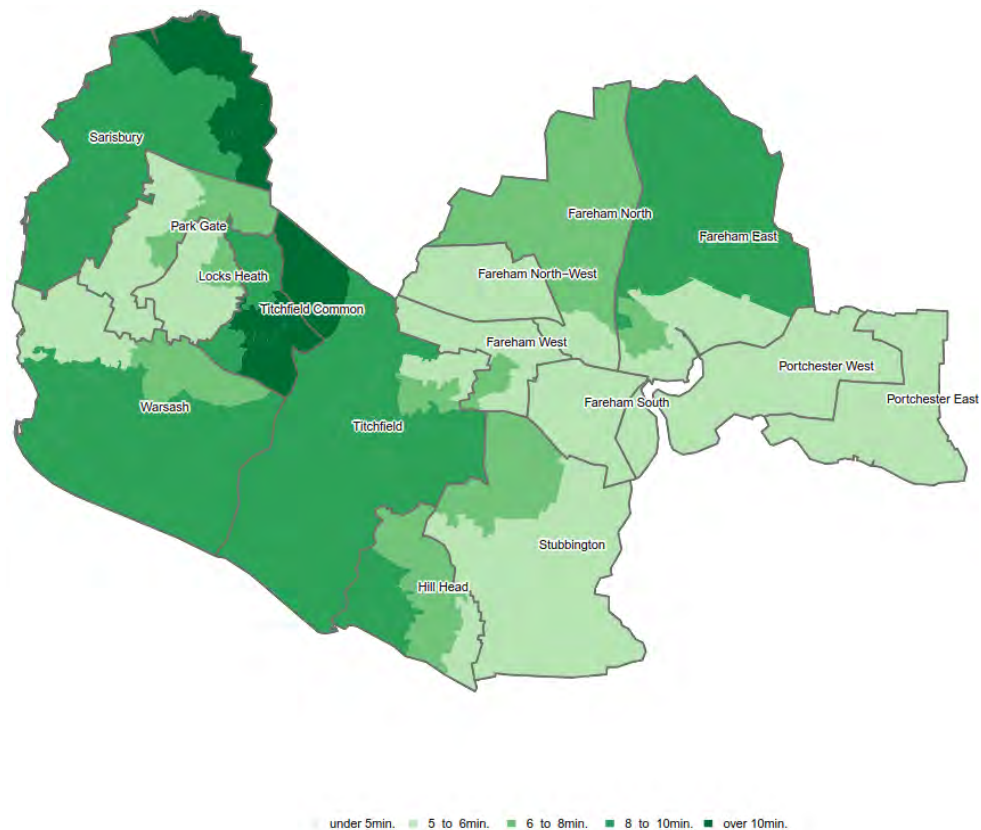 Sarisbury
Park Gate
Fareham North
Fareham East
Locks Heath
Fareham North-West
Titchfield Common
Fareham West
Portchester West
Warsash
Titchfield
Fareham South
Portchester East
Stubbington
Hill Head
under 5min. 5 to 6min. 6 to 8min. 8 to 10min. over 10min.